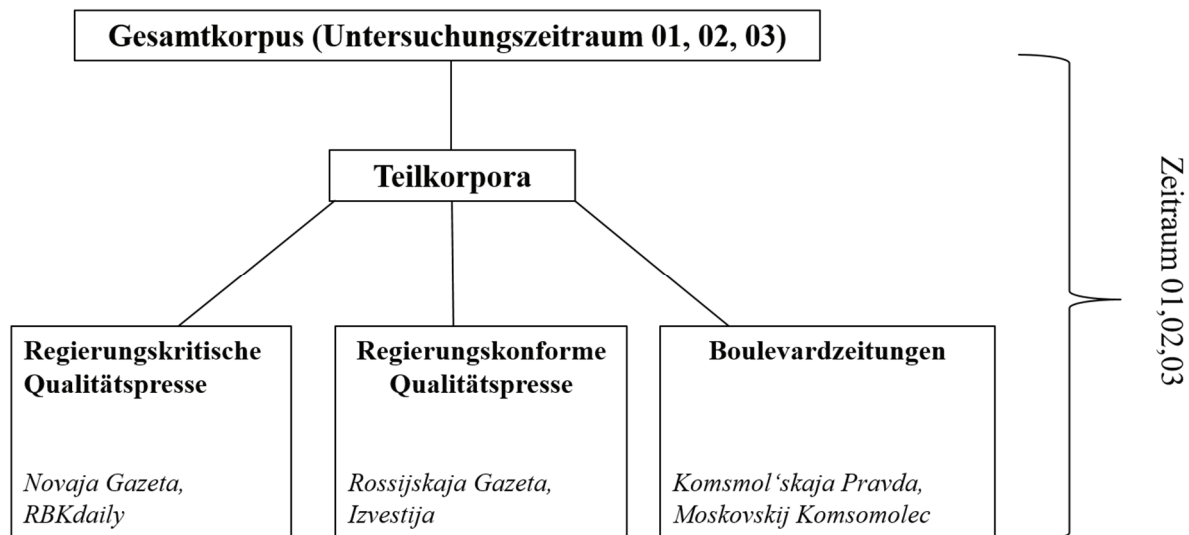 Gesamtkorpus (Untersuchungszeitraum 01, 02, 03)
Teilkorpora
Regierungskritische
Qualitätspresse
Novaja Gazeta,
RBKdaily
Regierungskonforme
Qualitätspresse
Rossijskaja Gazeta,
Izvestija
Boulevardzeitungen
Komsmol‘skaja Pravda,
Moskovskij Komsomolec
Zeitraum 01,02,03